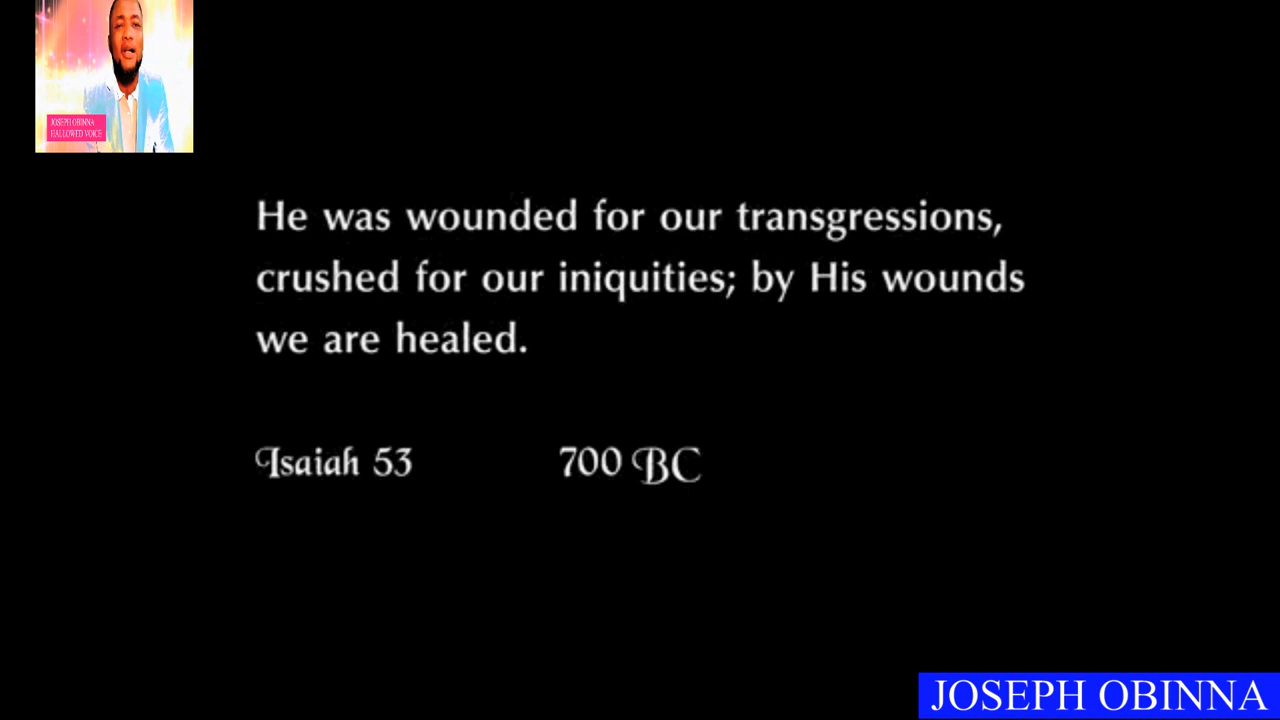 JOSEPH OBINNA
HALLOWED VOICE
He was wounded for our transgressions,
crushed for our iniquities; by His wounds
we are healed.
Isaiah 53 700 BC
JOSEPH OBINNA